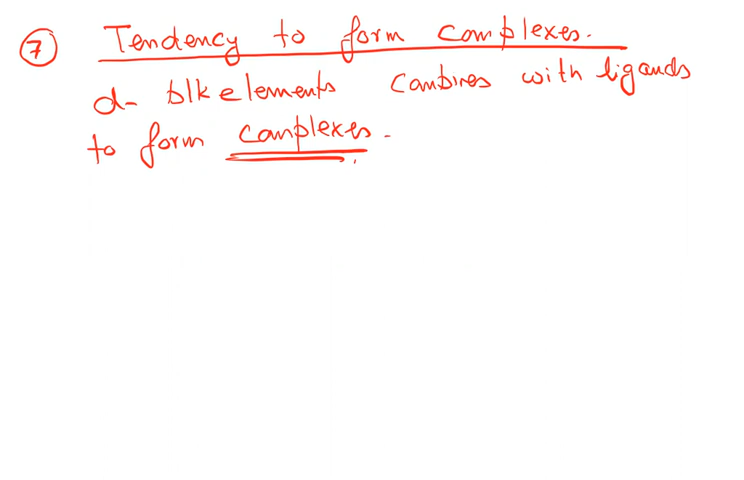 7 Tendency to form complexes.
d- blk elements combines with ligands
to form complexes.